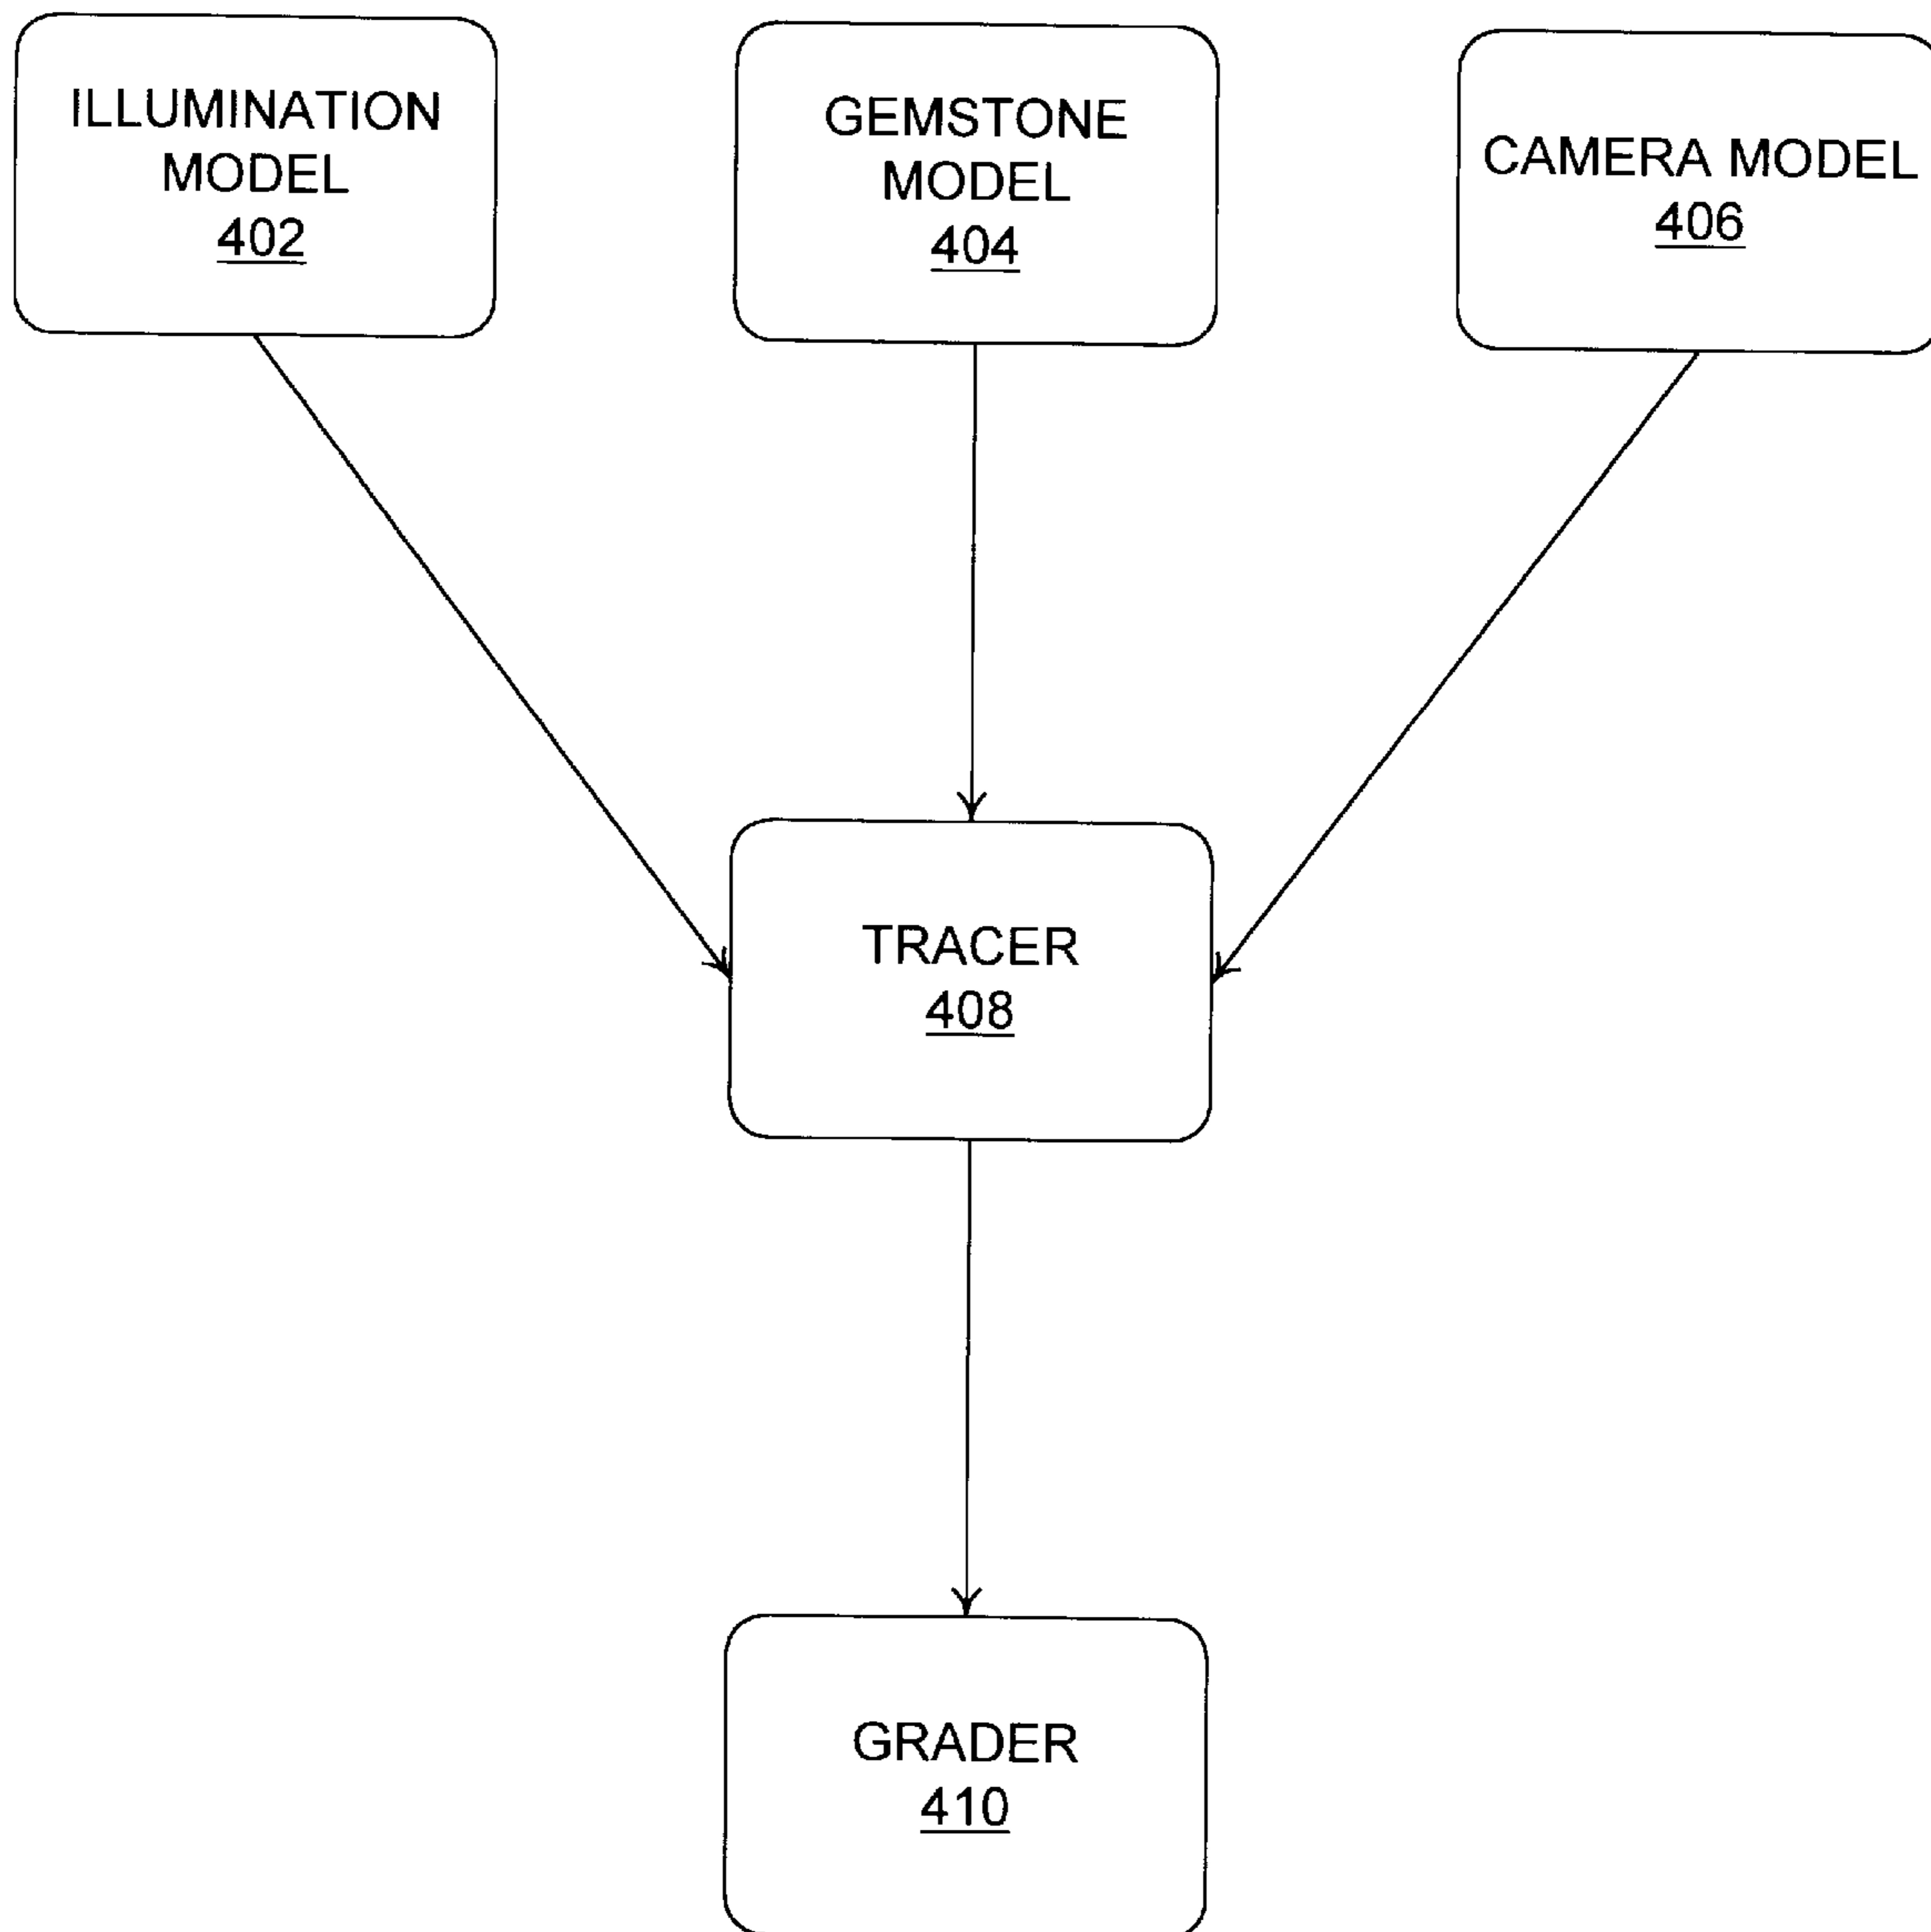 ILLUMINATION
MODEL
402
GEMSTONE
MODEL
404
CAMERA MODEL
406
TRACER
408
GRADER
410